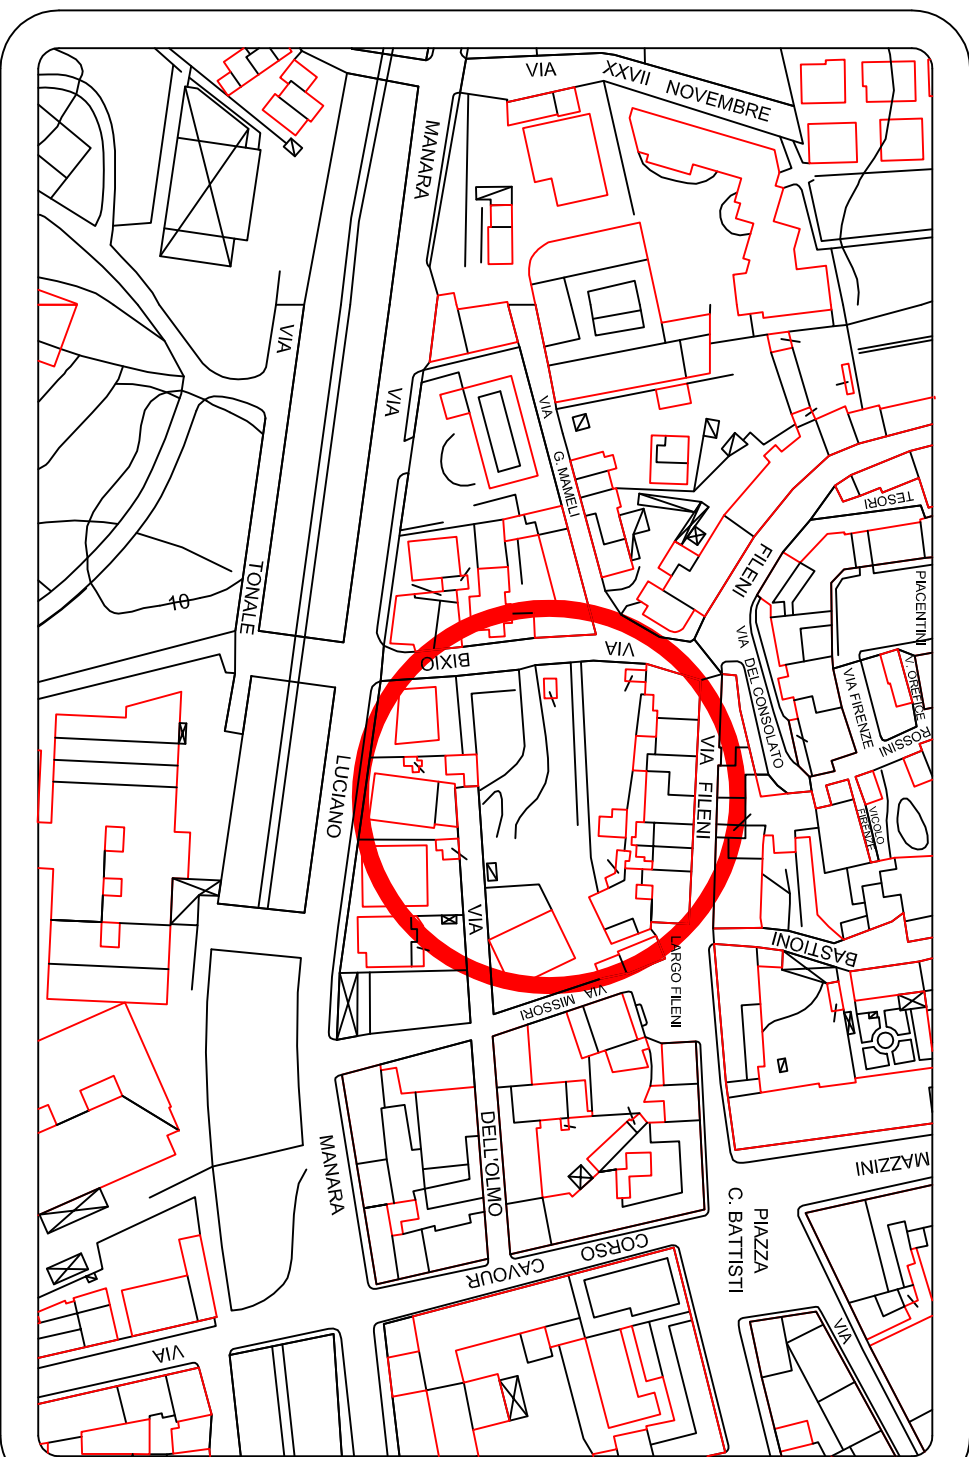 VIA
XXVII NOVEMBRE
MANARA
VIA
VIA
VIA
G. MAMELI
TESORI
FILENI
PIACENTINI
TONALE
10
VIA
BIXIO
VIA DEL CONSOLATO
VIA FIRENZE
V. OREFICE
ROSSINI
LUCIANO
VIA FILENI
VICOLO
FIRENZE
VIA
LARGO FILENI
BASTIONI
VIA MISSORI
MANARA
DELL'OLMO
MAZZINI
PIAZZA
C. BATTISTI
CORSO
CAVOUR
VIA
VIA